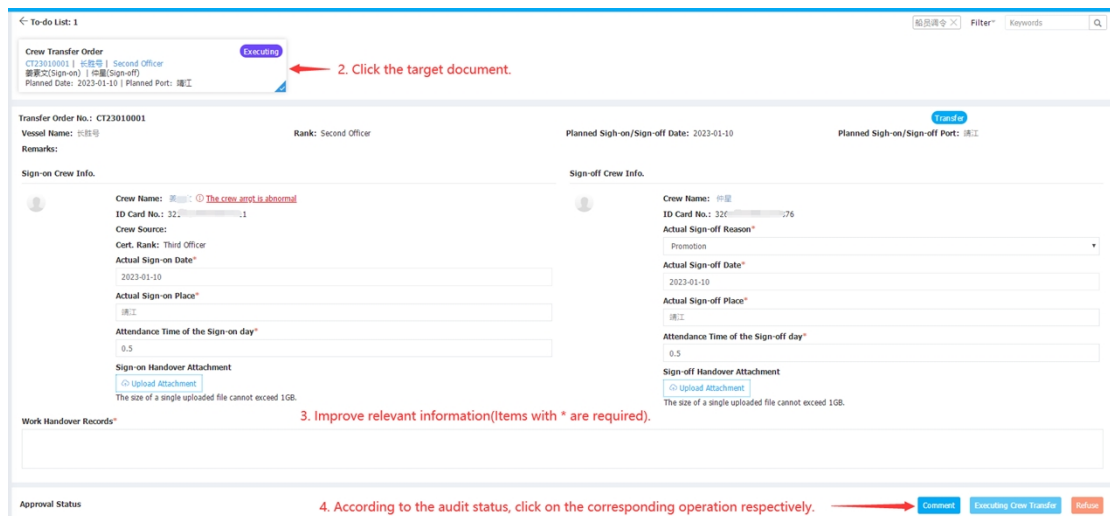 ← To-do List: 1
船员调令 × Filter* Keywords
Crew Transfer Order Executing
CT23010001 | 长胜号 | Second Officer
姜素文(Sign-on) | 仲星(Sign-off)
Planned Date: 2023-01-10 | Planned Port: 靖江
2. Click the target document.
Transfer Order No.: CT23010001 Transfer
Vessel Name: 长胜号 Rank: Second Officer Planned Sigh-on/Sign-off Date: 2023-01-10 Planned Sigh-on/Sign-off Port: 靖江
Remarks:
Sign-on Crew Info.
Crew Name: The crew arrgt is abnormal
ID Card No.:
Crew Source:
Cert. Rank: Third Officer
Actual Sign-on Date*
2023-01-10
Actual Sign-on Place*
靖江
Attendance Time of the Sign-on day*
0.5
Sign-on Handover Attachment
Upload Attachment
The size of a single uploaded file cannot exceed 1GB.
Sign-off Crew Info.
Crew Name: 仲星
ID Card No.:
Actual Sign-off Reason*
Promotion
Actual Sign-off Date*
2023-01-10
Actual Sign-off Place*
靖江
Attendance Time of the Sign-off day*
0.5
Sign-off Handover Attachment
Upload Attachment
The size of a single uploaded file cannot exceed 1GB.
3. Improve relevant information(Items with * are required).
Work Handover Records*
Approval Status
4. According to the audit status, click on the corresponding operation respectively.
Comment Executing Crew Transfer Refuse